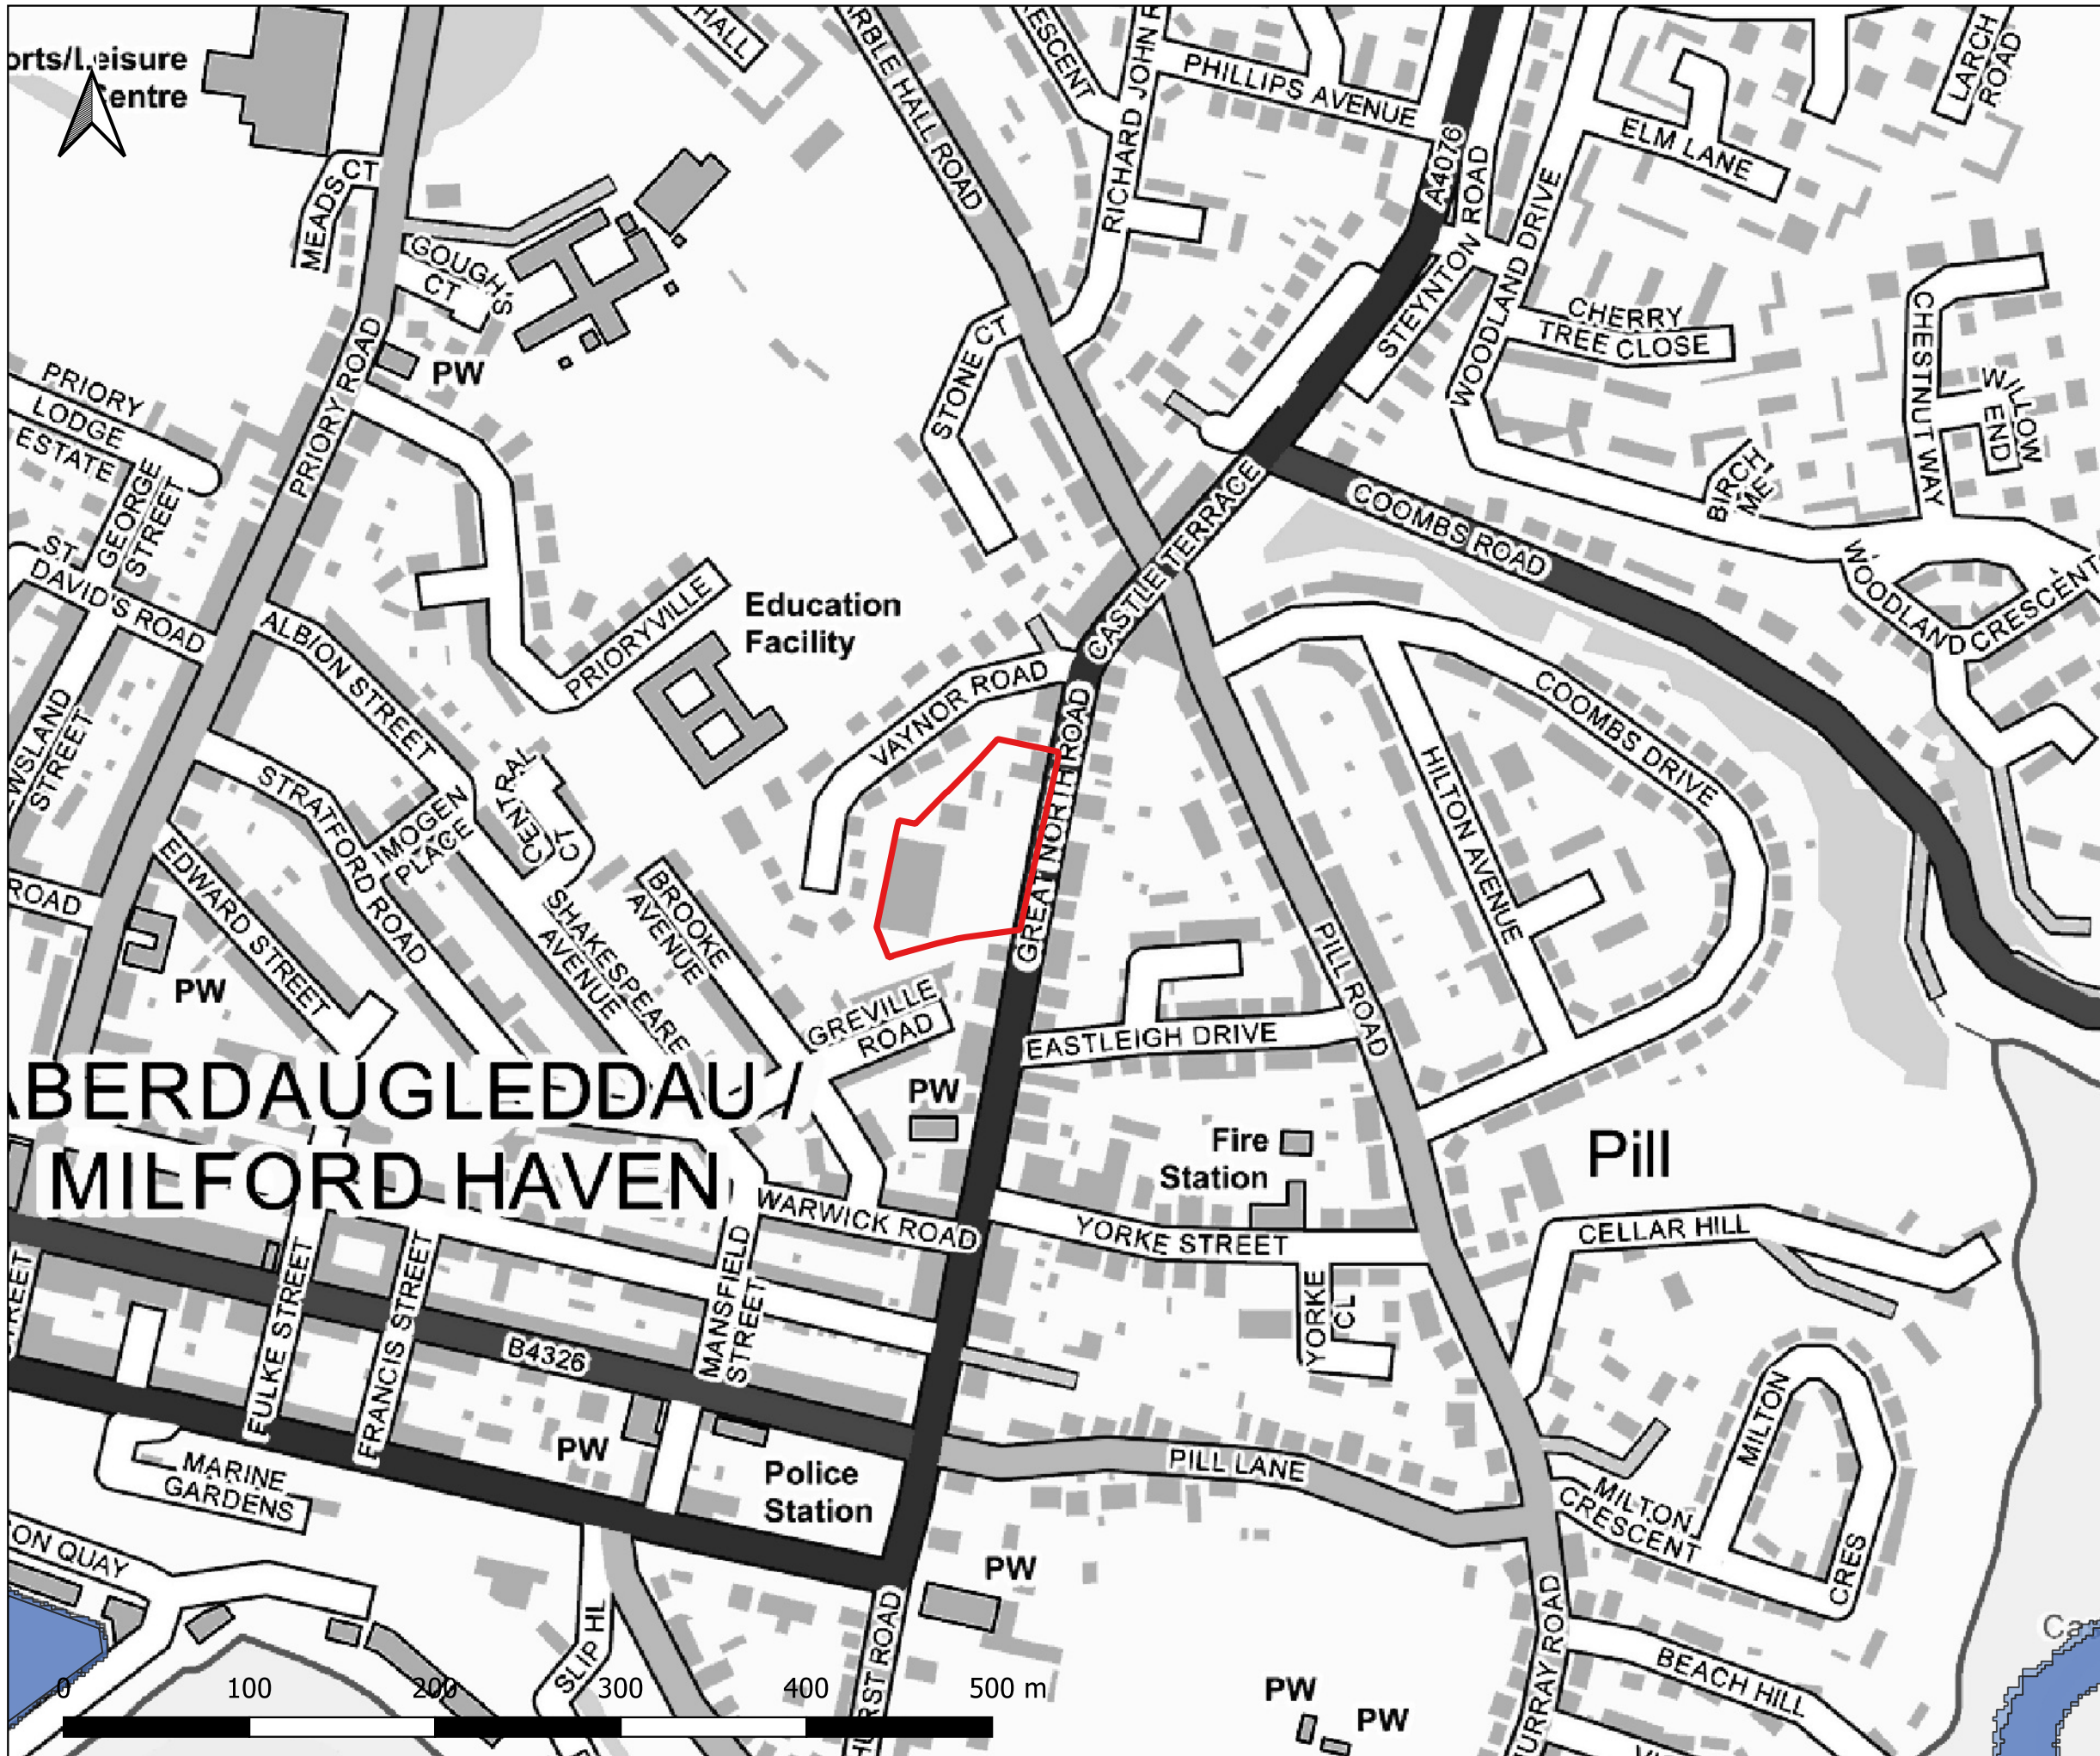 HALL
ARBLE HALL ROAD
RESCENT
RICHARD JOHN R
PHILLIPS AVENUE
A4076
LARCH
ROAD
orts/Leisure
Centre
ELM LANE
MEADS CT
GOUGH'S
CT
STEYNTON ROAD
WOODLAND DRIVE
CHERRY
TREE CLOSE
CHESTNUT WAY
WILLOW
END
PRIORY ROAD
PW
STONE CT
PRIORY
LODGE
ESTATE
GEORGE
STREET
BIRCH
ME
COOMBS ROAD
CASTLE TERRACE
ST
DAVID'S ROAD
ALBION STREET
PRIORYVILLE
Education
Facility
VAYNOR ROAD
WOODLAND CRESCENT
COOMBS DRIVE
HILTON AVENUE
GREAT NORTH ROAD
WSLAND
STREET
STRATFORD ROAD
IMOGEN
PLACE
CENTRAL
CT
EDWARD STREET
ROAD
BROOKE
AVENUE
SHAKESPEARE
AVENUE
PW
PILL ROAD
GREVILLE
ROAD
EASTLEIGH DRIVE
PW
ABERDAUGLEDDAU /
MILFORD HAVEN
Fire
Station
Pill
WARWICK ROAD
YORKE STREET
CELLAR HILL
TREET
FULKE STREET
FRANCIS STREET
MANSFIELD
STREET
YORKE
CL
B4326
PW
Police
Station
PILL LANE
MILTON
CRES
MILTON
CRESCENT
MARINE
GARDENS
ON QUAY
PW
SLIP HL
HURST ROAD
MURRAY ROAD
BEACH HILL
Ca
PW
PW
0 100 200 300 400 500 m